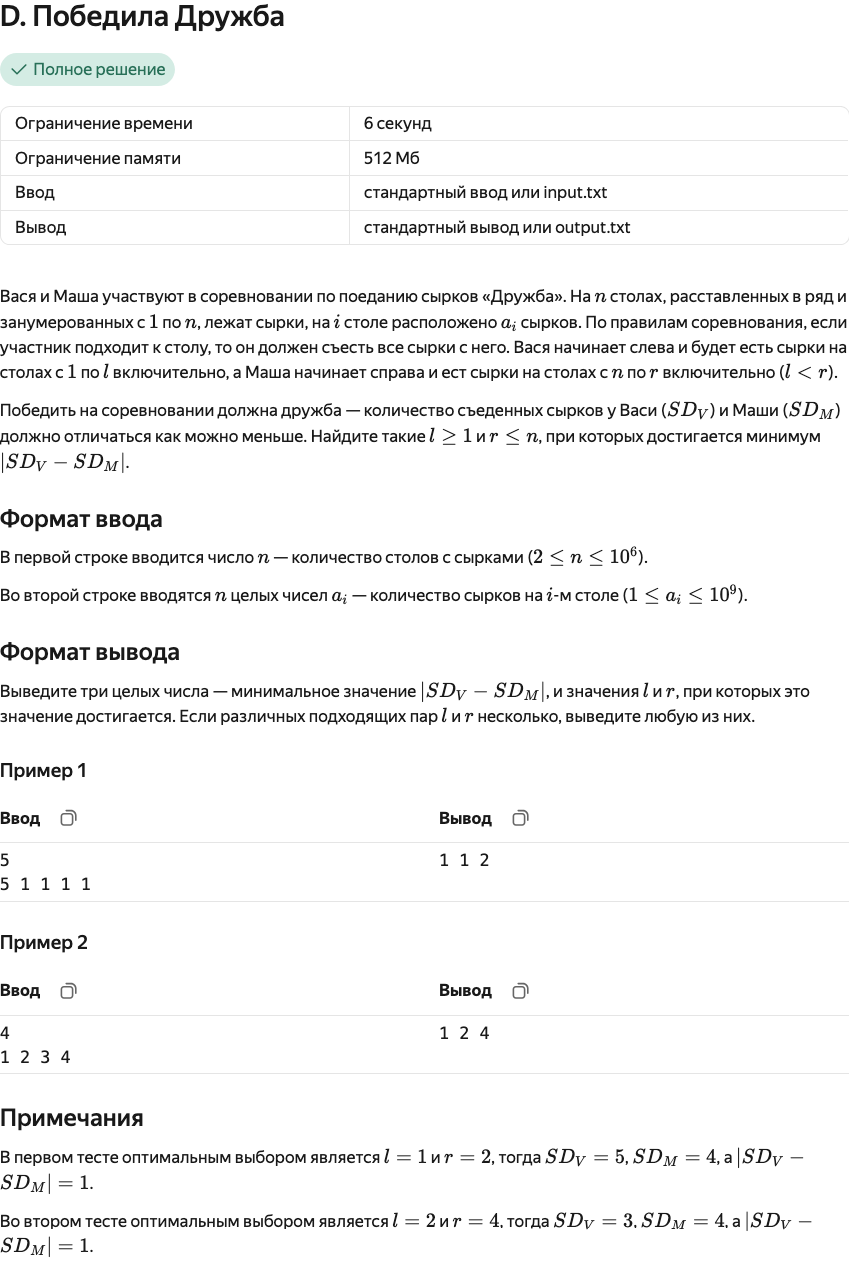 D. Победила Дружба
Полное решение
Ограничение времени 6 секунд
Ограничение памяти 512 Мб
Ввод стандартный ввод или input.txt
Вывод стандартный вывод или output.txt
Вася и Маша участвуют в соревновании по поеданию сырков «Дружба». На n столах, расставленных в ряд и
занумерованных с 1 по n, лежат сырки, на i столе расположено a_i сырков. По правилам соревнования, если
участник подходит к столу, то он должен съесть все сырки с него. Вася начинает слева и будет есть сырки на
столах с 1 по l включительно, а Маша начинает справа и ест сырки на столах с n по r включительно (l < r).
Победить на соревновании должна дружба — количество съеденных сырков у Васи (SD_V) и Маши (SD_M)
должно отличаться как можно меньше. Найдите такие l ≥ 1 и r ≤ n, при которых достигается минимум
|SD_V − SD_M|.
Формат ввода
В первой строке вводится число n — количество столов с сырками (2 ≤ n ≤ 10^6).
Во второй строке вводятся n целых чисел a_i — количество сырков на i-м столе (1 ≤ a_i ≤ 10^9).
Формат вывода
Выведите три целых числа — минимальное значение |SD_V − SD_M|, и значения l и r, при которых это
значение достигается. Если различных подходящих пар l и r несколько, выведите любую из них.
Пример 1
Ввод Вывод
5 1 1 2
5 1 1 1 1
Пример 2
Ввод Вывод
4 1 2 4
1 2 3 4
Примечания
В первом тесте оптимальным выбором является l = 1 и r = 2, тогда SD_V = 5, SD_M = 4, а |SD_V −
SD_M| = 1.
Во втором тесте оптимальным выбором является l = 2 и r = 4, тогда SD_V = 3, SD_M = 4, а |SD_V −
SD_M| = 1.